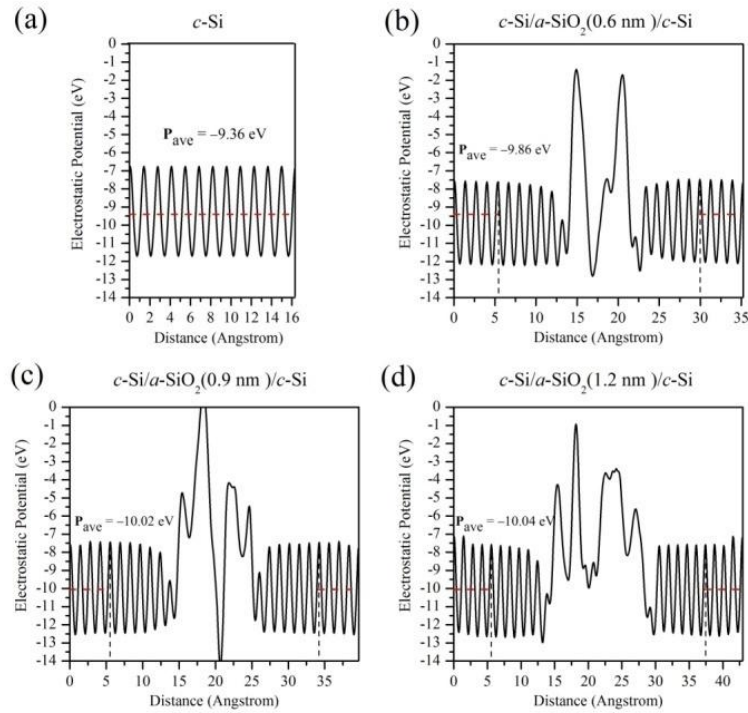 (a)
c-Si
Electrostatic Potential (eV)
0
-1
-2
-3
-4
-5
-6
-7
-8
-9
-10
-11
-12
-13
-14
Pave = –9.36 eV
0 2 4 6 8 10 12 14 16
Distance (Angstrom)
(b)
c-Si/a-SiO2(0.6 nm )/c-Si
Electrostatic Potential (eV)
0
-1
-2
-3
-4
-5
-6
-7
-8
-9
-10
-11
-12
-13
-14
Pave = –9.86 eV
0 5 10 15 20 25 30 35
Distance (Angstrom)
(c)
c-Si/a-SiO2(0.9 nm )/c-Si
Electrostatic Potential (eV)
0
-1
-2
-3
-4
-5
-6
-7
-8
-9
-10
-11
-12
-13
-14
Pave = –10.02 eV
0 5 10 15 20 25 30 35
Distance (Angstrom)
(d)
c-Si/a-SiO2(1.2 nm )/c-Si
Electrostatic Potential (eV)
0
-1
-2
-3
-4
-5
-6
-7
-8
-9
-10
-11
-12
-13
-14
Pave = –10.04 eV
0 5 10 15 20 25 30 35 40
Distance (Angstrom)